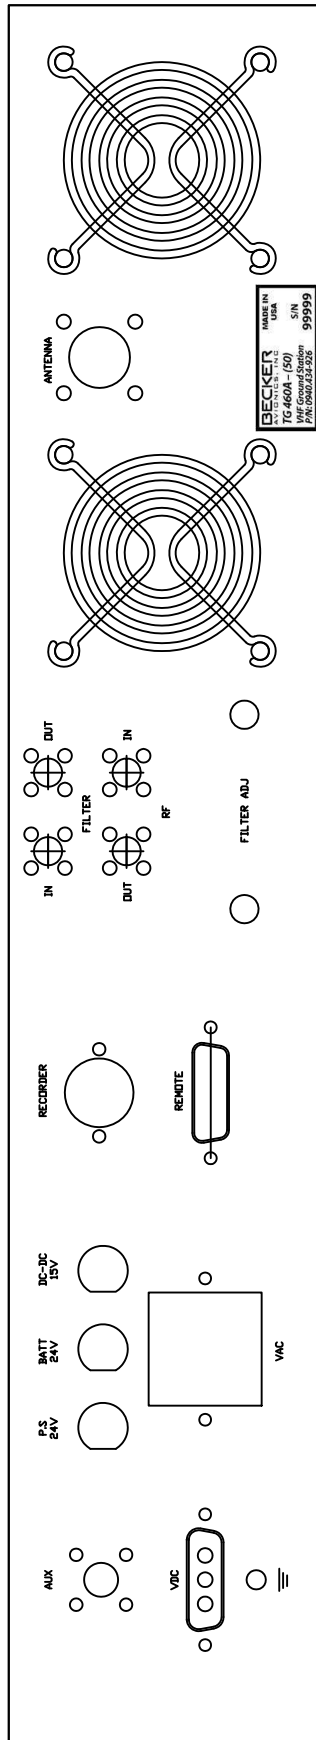 AUX
VDC
P.S
24V
BATT
24V
DC-DC
15V
VAC
RECORDER
REMOTE
IN
OUT
FILTER
OUT
IN
RF
FILTER ADJ
ANTENNA
BECKER
AVIONICS, INC
MADE IN
USA
TG 460A – (50)
VHF Ground Station
P/N:0940.434-926
S/N
99999